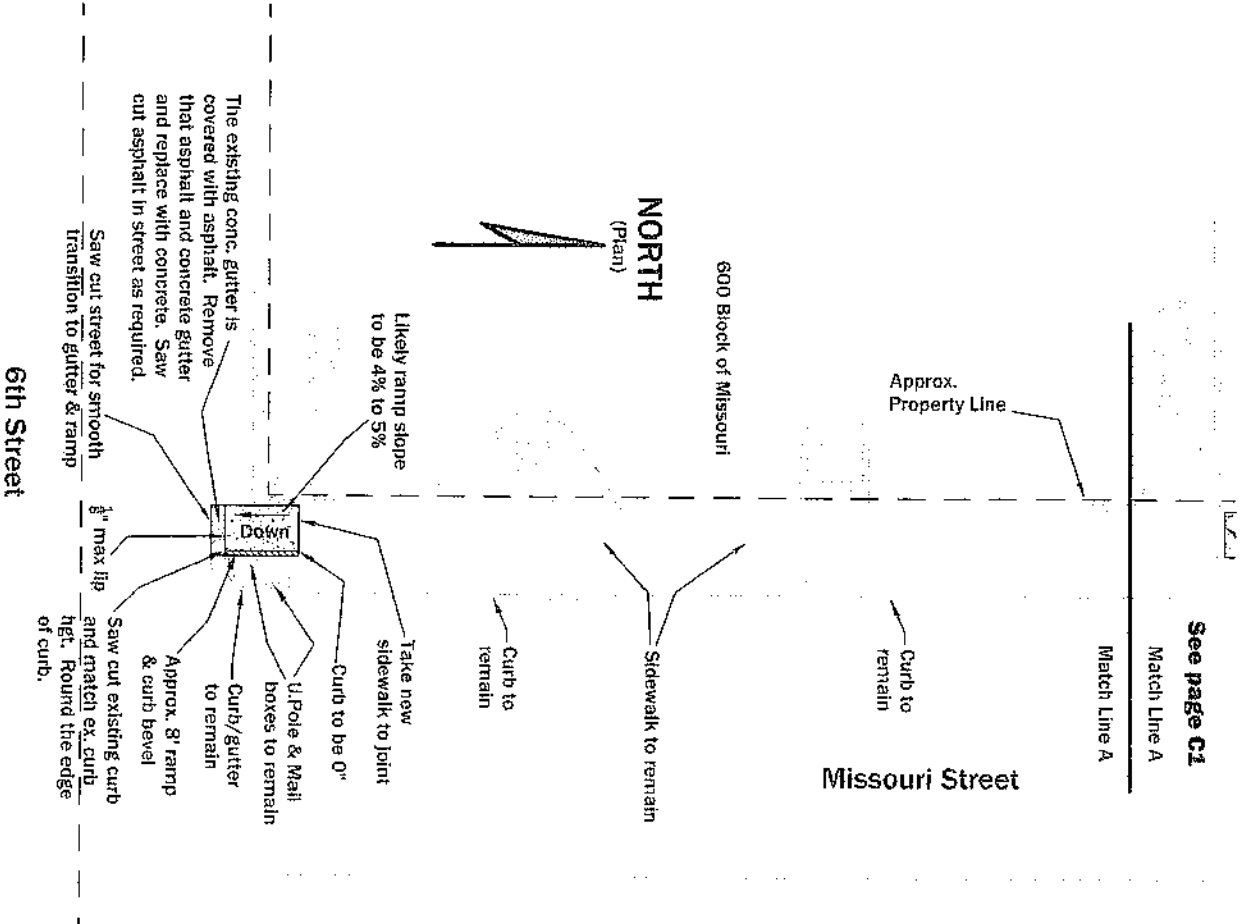 See page C1
Match Line A
Match Line A
Missouri Street
Approx.
Property Line
600 Block of Missouri
NORTH
(Plan)
Curb to
remain
Sidewalk to remain
Curb to
remain
Likely ramp slope
to be 4% to 5%
The existing conc. gutter is
covered with asphalt. Remove
that asphalt and concrete gutter
and replace with concrete. Saw
cut asphalt in street as required.
Saw cut street for smooth
transition to gutter & ramp
Down
Take new
sidewalk to joint
Curb to be 0"
U.Pole & Mail
boxes to remain
Curb/gutter
to remain
Approx. 8' ramp
& curb bevel
Saw cut existing curb
and match ex. curb
hgt. Round the edge
of curb.
max lip
6th Street